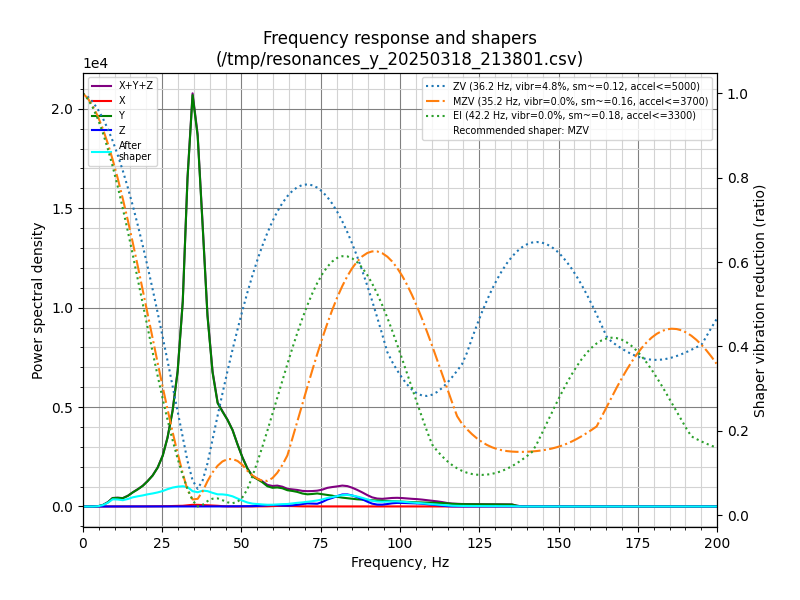 Frequency response and shapers
(/tmp/resonances_y_20250318_213801.csv)
1e4
X+Y+Z
X
Y
Z
After
shaper
ZV (36.2 Hz, vibr=4.8%, sm~=0.12, accel<=5000)
MZV (35.2 Hz, vibr=0.0%, sm~=0.16, accel<=3700)
EI (42.2 Hz, vibr=0.0%, sm~=0.18, accel<=3300)
Recommended shaper: MZV
Power spectral density
2.0
1.5
1.0
0.5
0.0
1.0
0.8
0.6
0.4
0.2
0.0
Shaper vibration reduction (ratio)
0 25 50 75 100 125 150 175 200
Frequency, Hz